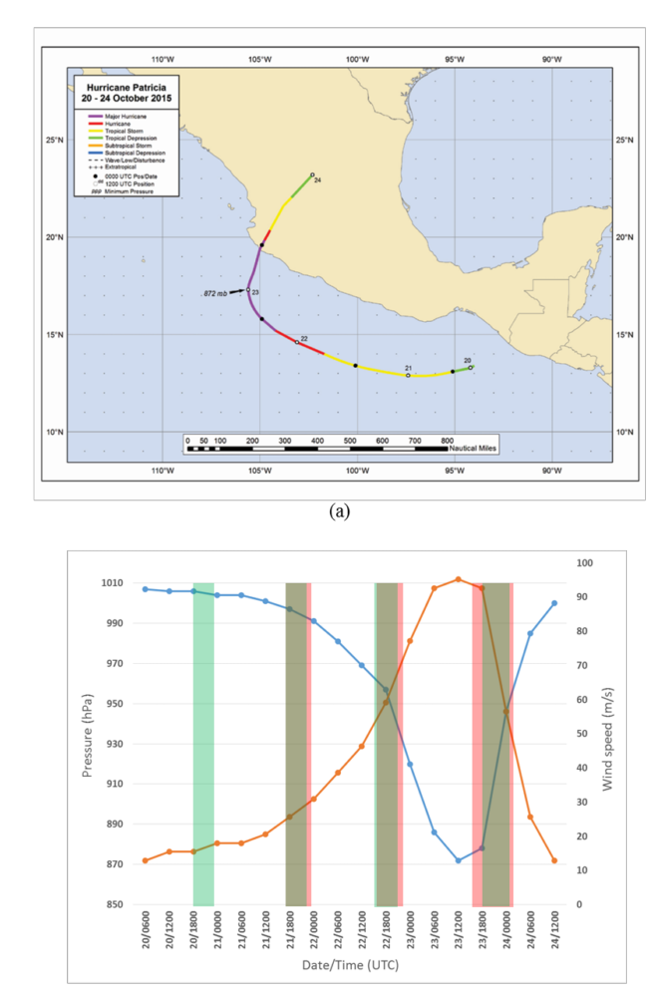 110°W 105°W 100°W 95°W 90°W
Hurricane Patricia
20 - 24 October 2015
Major Hurricane
Hurricane
Tropical Storm
Tropical Depression
Subtropical Storm
Subtropical Depression
Wave/Low/Disturbance
Extratropical
0000 UTC Pos/Date
1200 UTC Position
Minimum Pressure
25°N 25°N
24
20°N 20°N
872 mb 23
22
15°N 15°N
21 20
10°N 10°N
0 50 100 200 300 400 500 600 700 800
Nautical Miles
110°W 105°W 100°W 95°W 90°W
(a)
100
1010 90
990 80
970 70
950 60
930 50
910 40
890 30
20
870 10
850 0
Pressure (hPa)
Wind speed (m/s)
20/0600 20/1200 20/1800 21/0000 21/0600 21/1200 21/1800 22/0000 22/0600 22/1200 22/1800 23/0000 23/0600 23/1200 23/1800 24/0000 24/0600 24/1200
Date/Time (UTC)